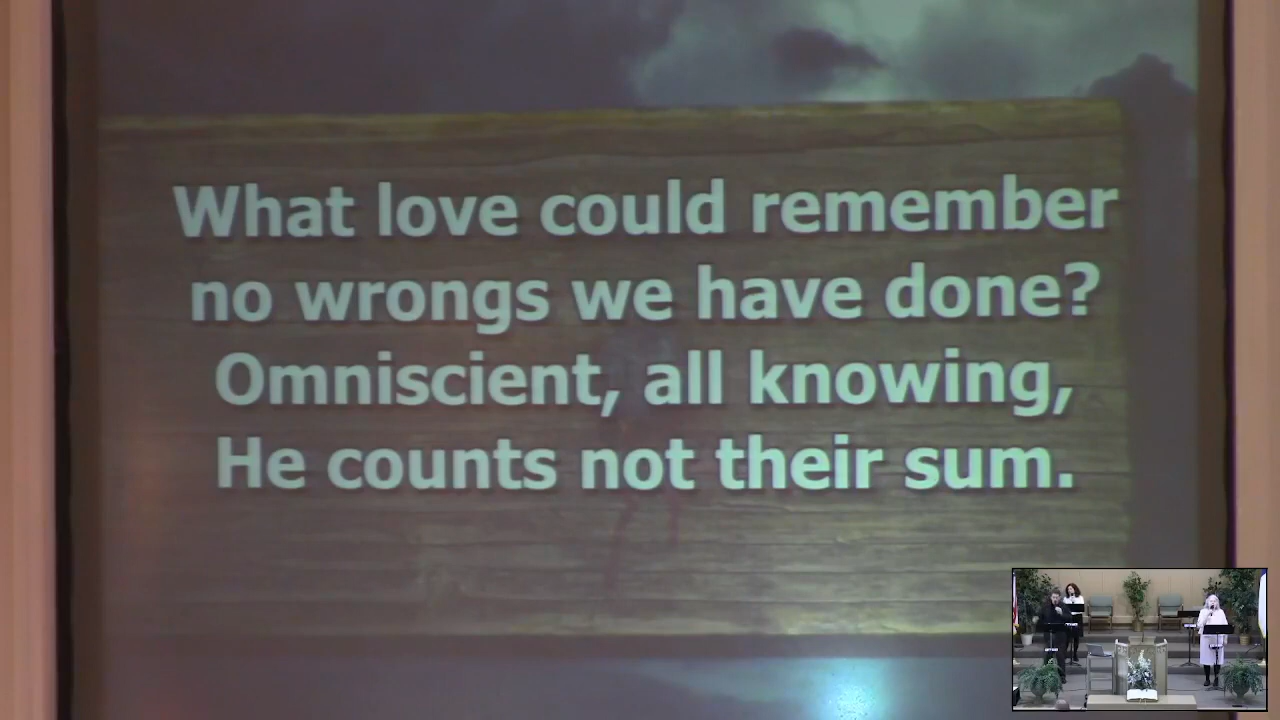 What love could remember
no wrongs we have done?
Omniscient, all knowing,
He counts not their sum.